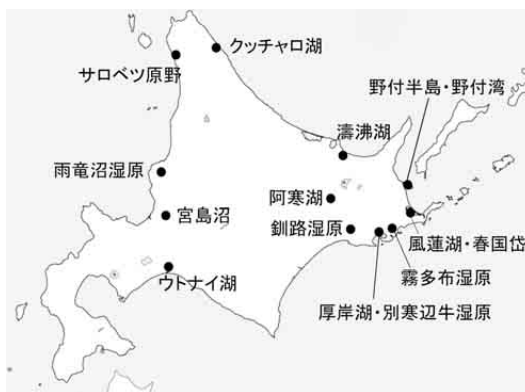 クッチャロ湖
サロベツ原野
野付半島・野付湾
濤沸湖
雨竜沼湿原
阿寒湖
宮島沼
釧路湿原
風蓮湖・春国岱
霧多布湿原
ウトナイ湖
厚岸湖・別寒辺牛湿原